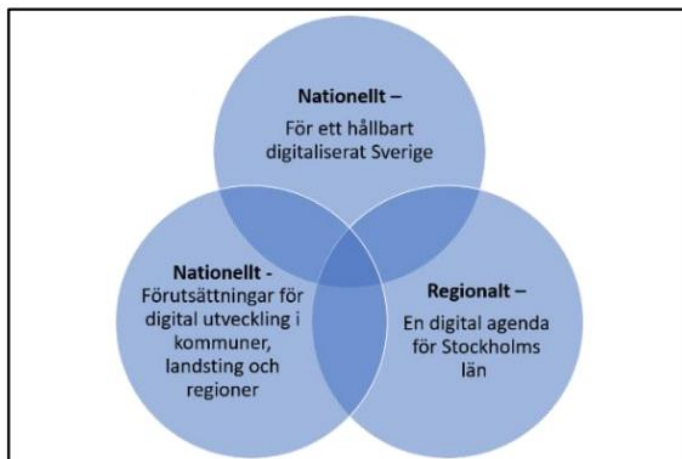 Nationellt –
För ett hållbart
digitaliserat Sverige
Nationellt -
Förutsättningar för
digital utveckling i
kommuner,
landsting och
regioner
Regionalt –
En digital agenda
för Stockholms
län